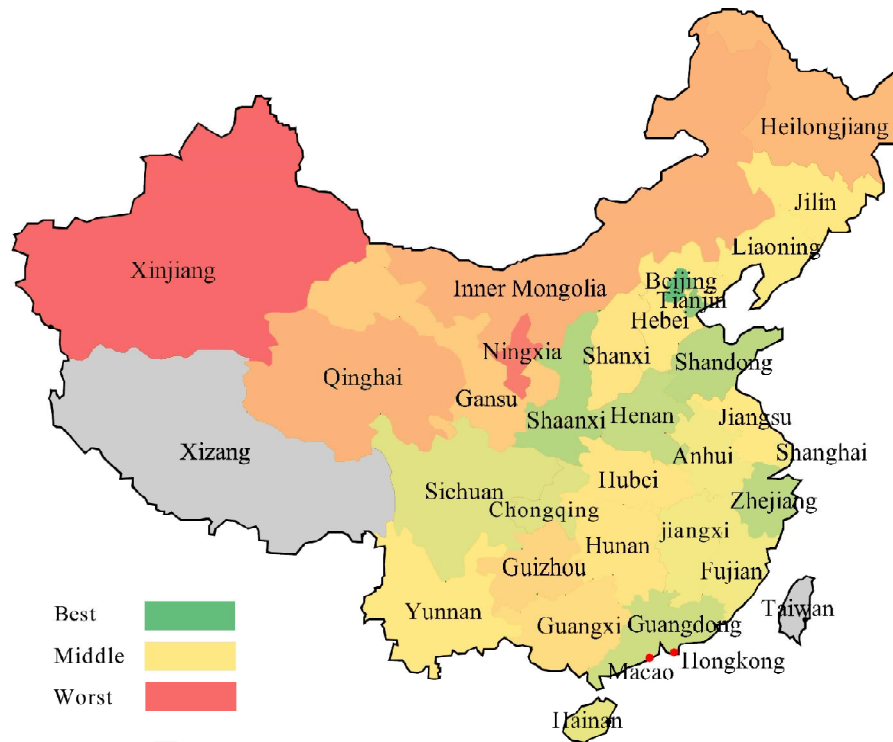 Heilongjiang
Jilin
Liaoning
Xinjiang
Beijing
Inner Mongolia
Tianjin
Hebei
Ningxia
Shanxi
Shandong
Qinghai
Gansu
Henan
Jiangsu
Shaanxi
Xizang
Anhui
Shanghai
Hubei
Sichuan
Zhejiang
Chongqing
jiangxi
Hunan
Guizhou
Fujian
Best
Yunnan
Taiwan
Guangxi
Guangdong
Middle
Hongkong
Macao
Worst
Hainan